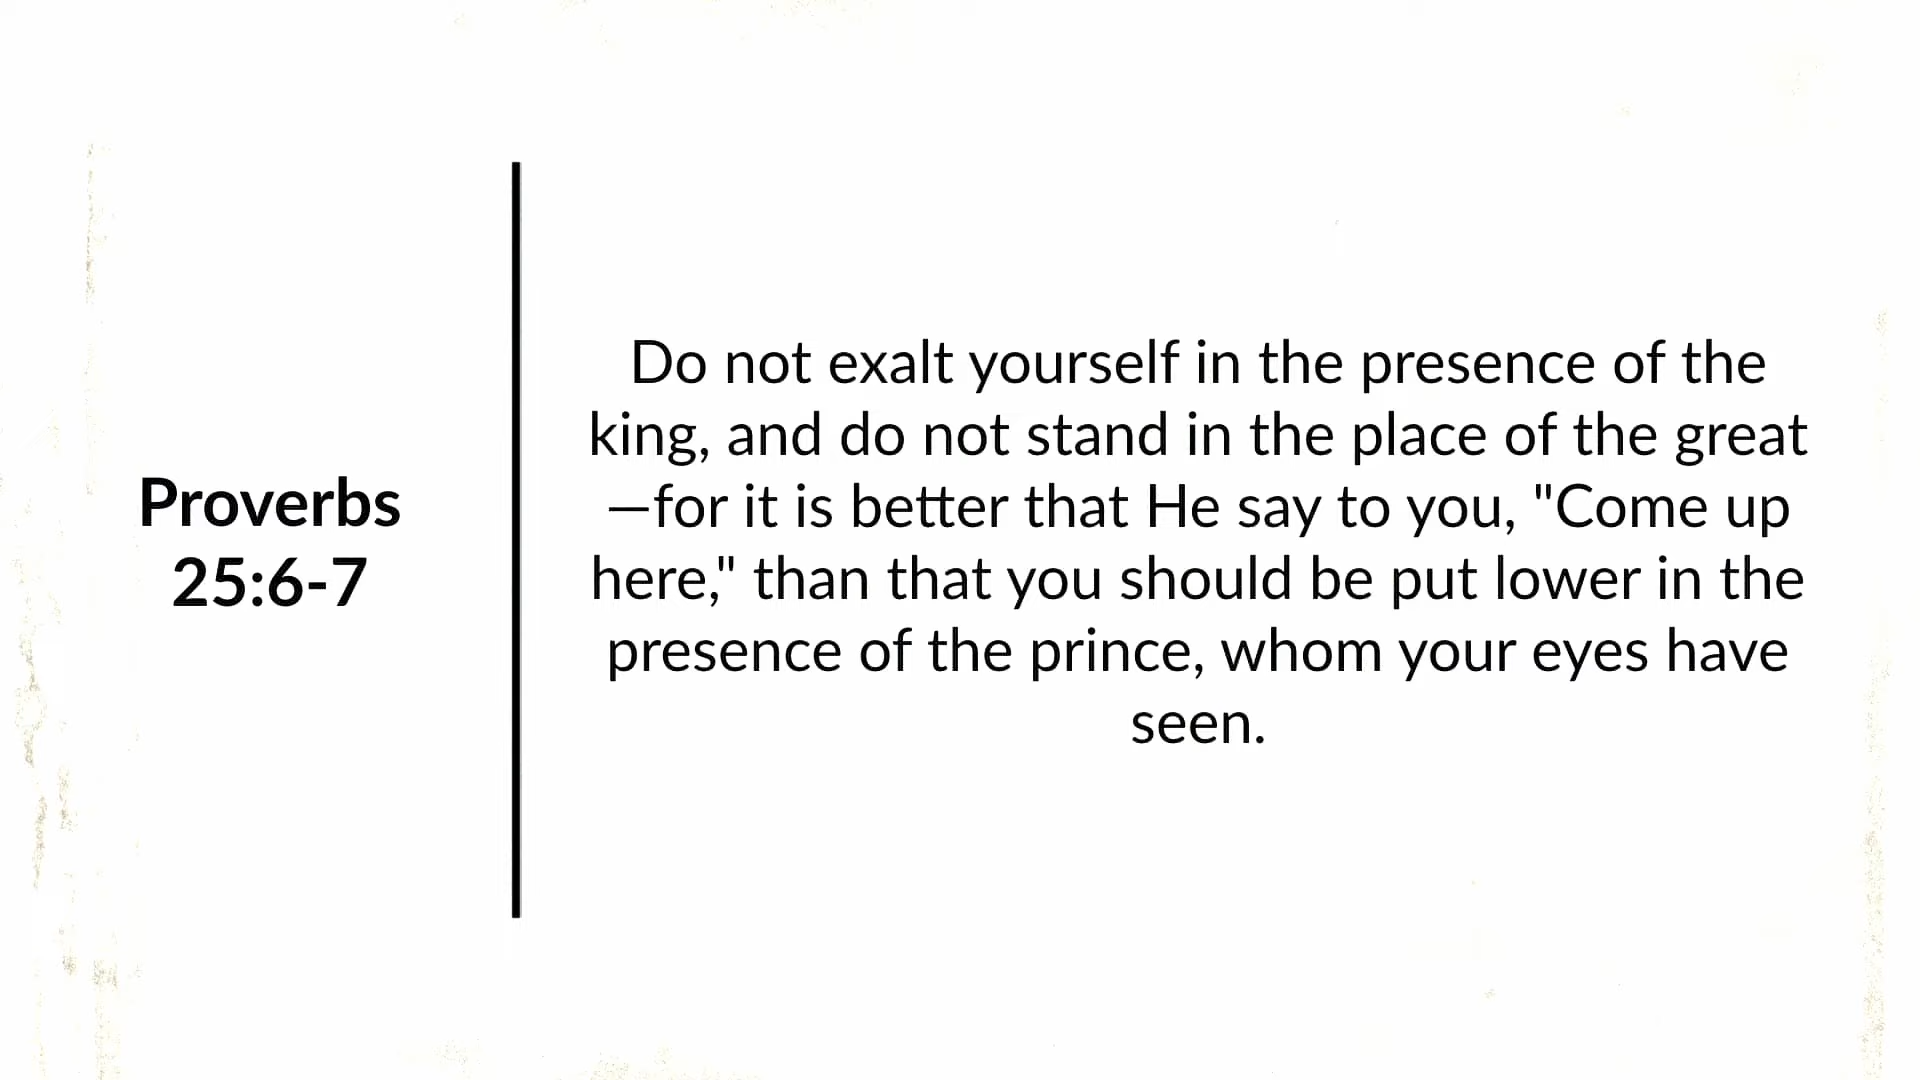 Proverbs
25:6-7
Do not exalt yourself in the presence of the
king, and do not stand in the place of the great
—for it is better that He say to you, "Come up
here," than that you should be put lower in the
presence of the prince, whom your eyes have
seen.